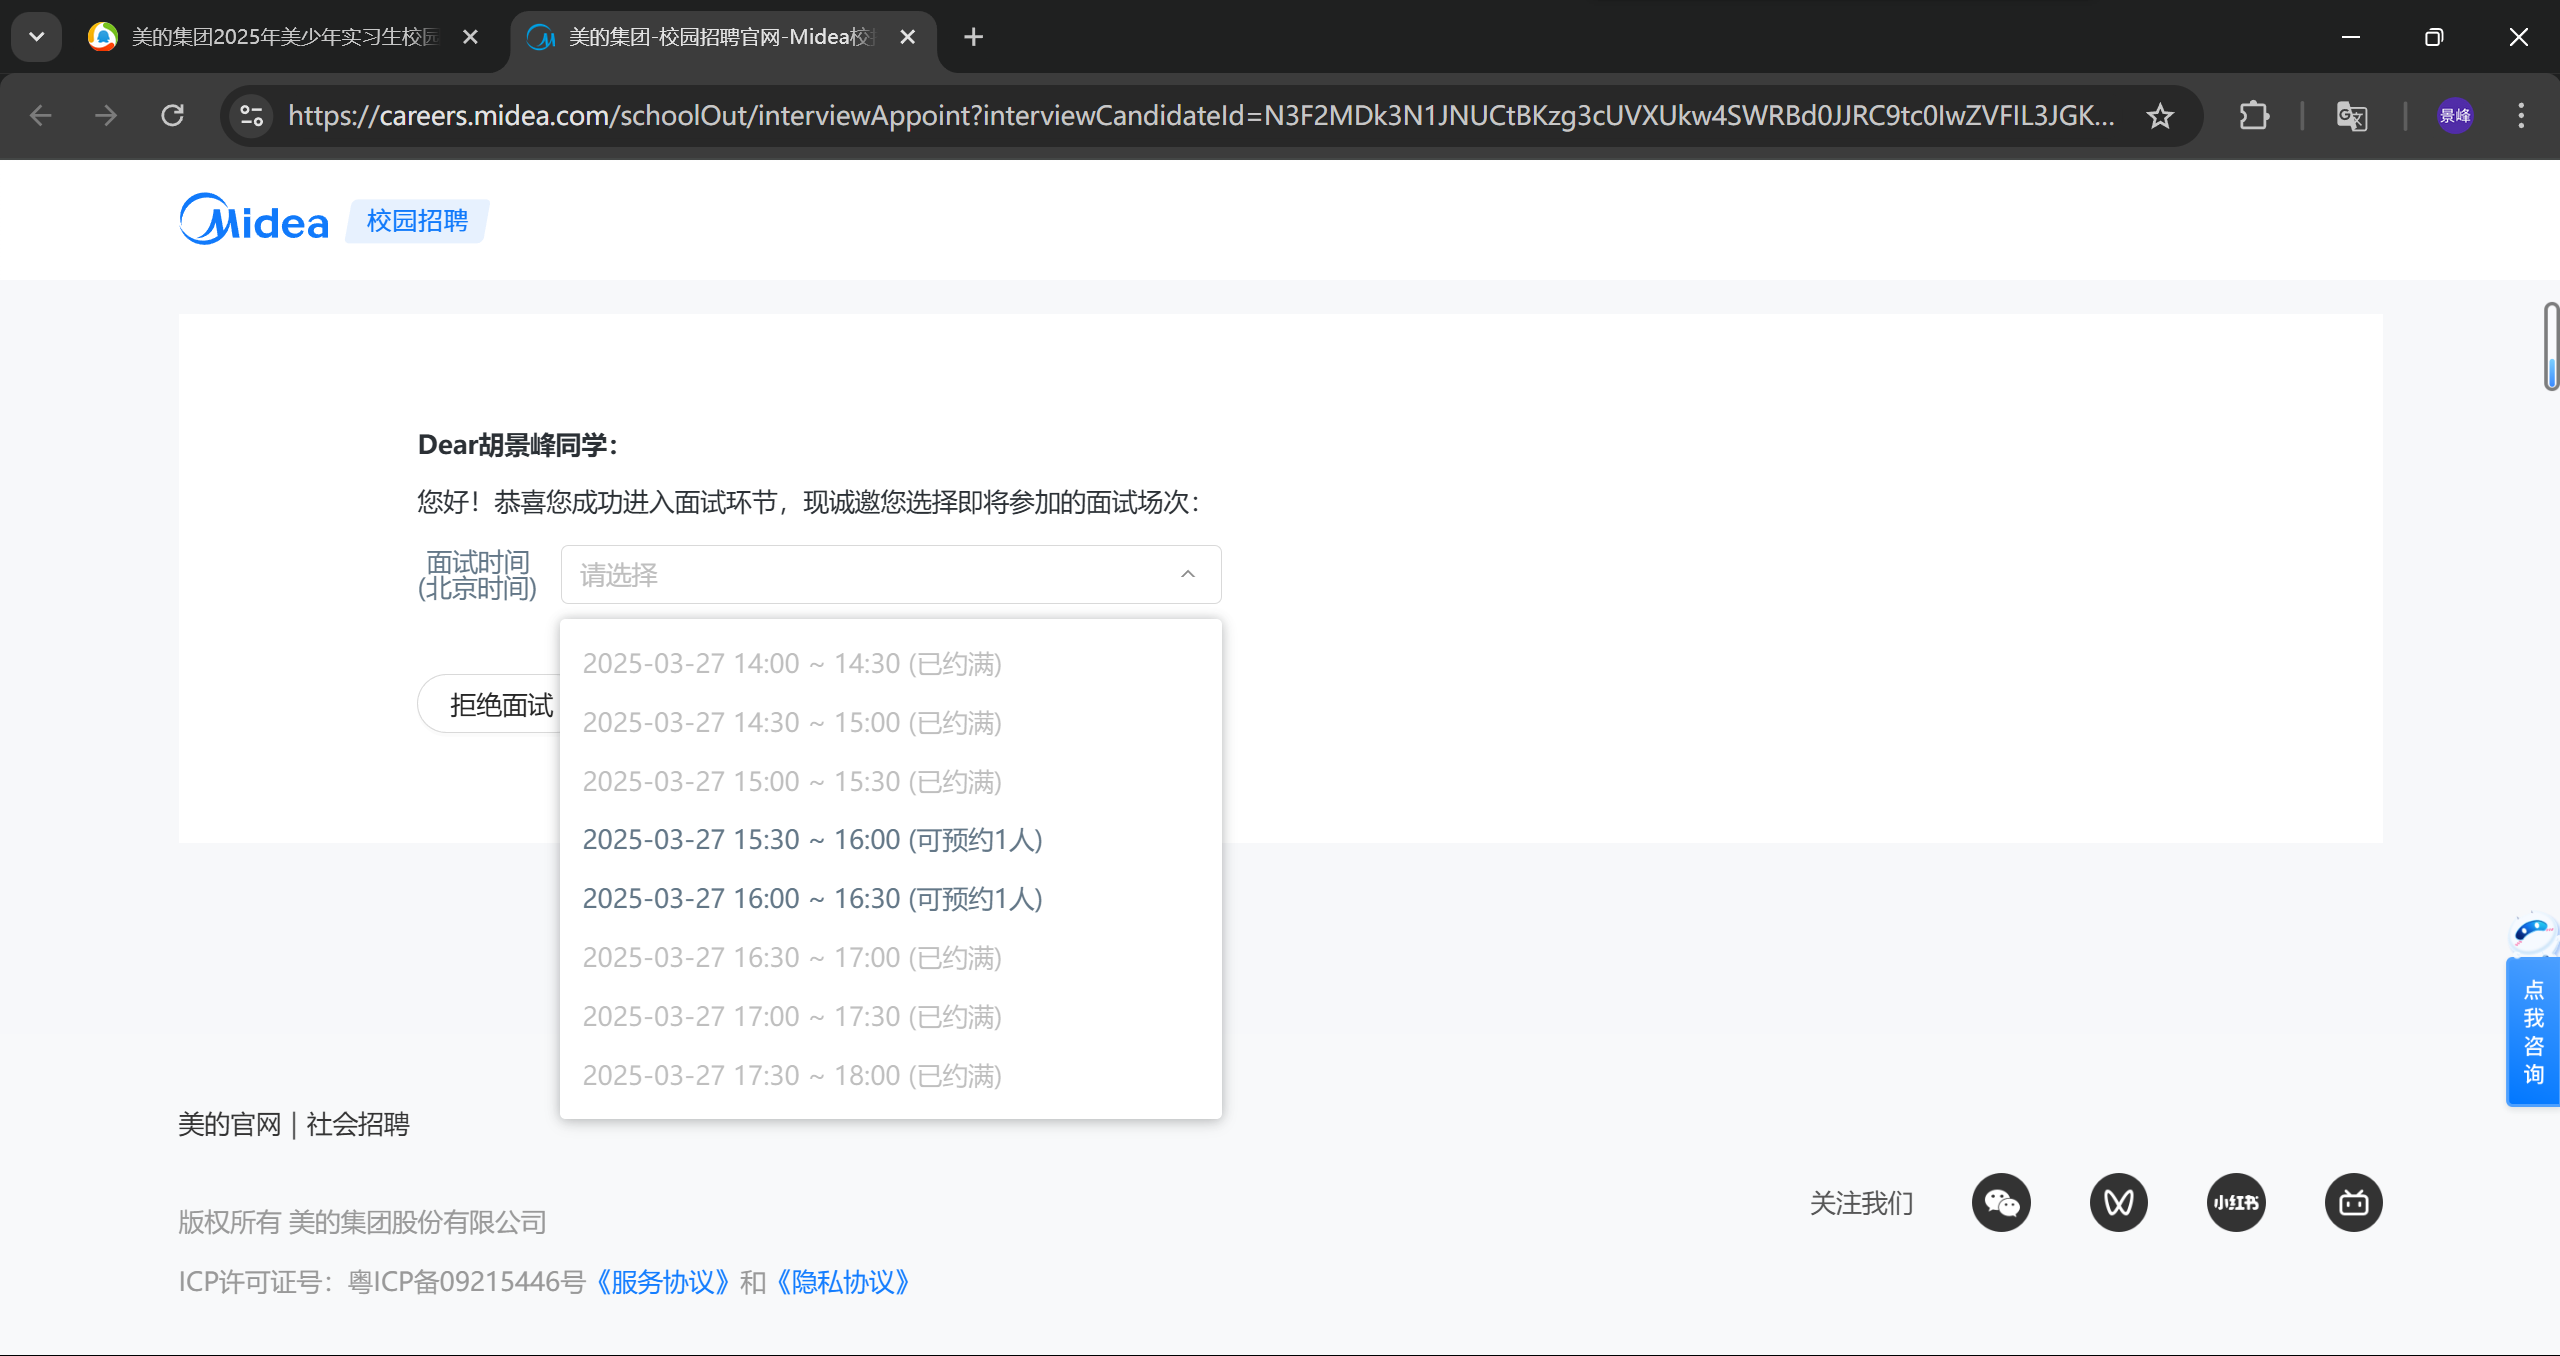 美的集团2025年美少年实习生校园
美的集团-校园招聘官网-Midea校
https://careers.midea.com/schoolOut/interviewAppoint?interviewCandidateId=N3F2MDk3N1JNUCtBKzg3cUVXUkw4SWRBd0JJRC9tc0IwZVFIL3JGK...
景峰
Midea 校园招聘
Dear胡景峰同学：
您好！恭喜您成功进入面试环节，现诚邀您选择即将参加的面试场次：
面试时间
(北京时间)
请选择
2025-03-27 14:00 ~ 14:30 (已约满)
拒绝面试
2025-03-27 14:30 ~ 15:00 (已约满)
2025-03-27 15:00 ~ 15:30 (已约满)
2025-03-27 15:30 ~ 16:00 (可预约1人)
2025-03-27 16:00 ~ 16:30 (可预约1人)
2025-03-27 16:30 ~ 17:00 (已约满)
2025-03-27 17:00 ~ 17:30 (已约满)
2025-03-27 17:30 ~ 18:00 (已约满)
点
我
咨
询
美的官网 | 社会招聘
关注我们
小红书
版权所有 美的集团股份有限公司
ICP许可证号：粤ICP备09215446号《服务协议》和《隐私协议》